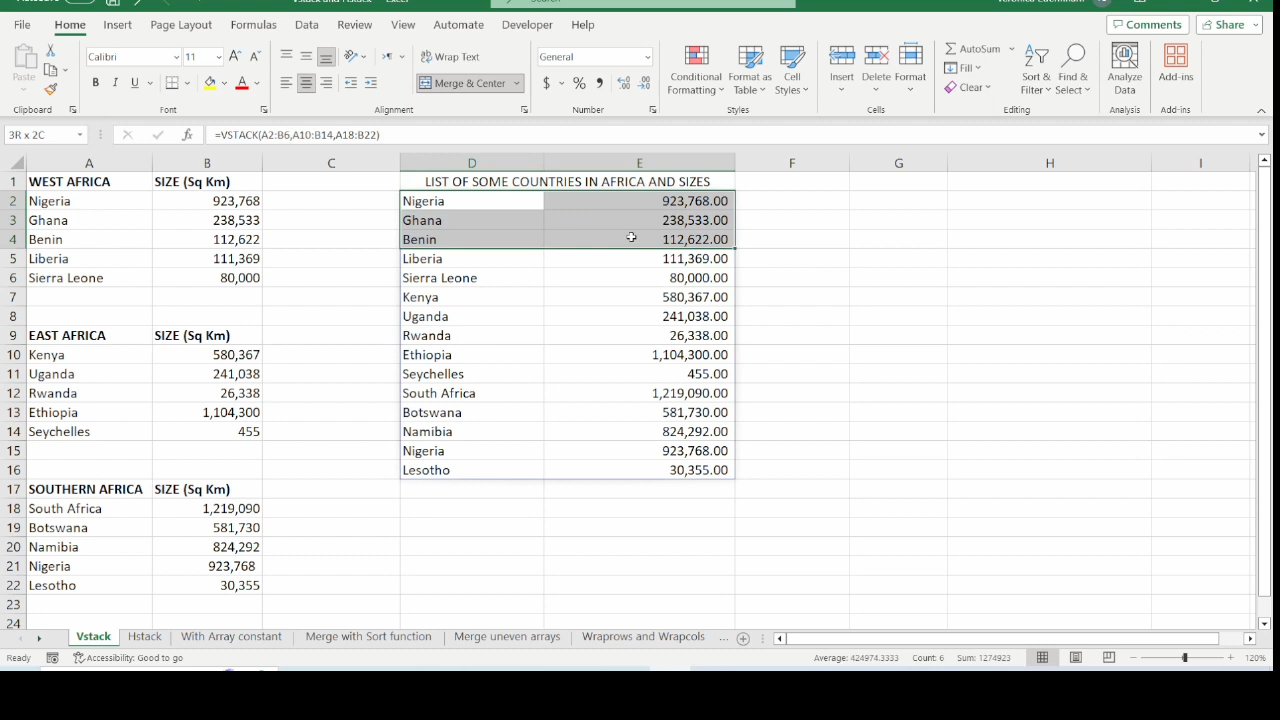 File Home Insert Page Layout Formulas Data Review View Automate Developer Help Comments Share
Calibri 11 Wrap Text General AutoSum
Paste B I U Merge & Center $ % Conditional Formatting Format as Table Cell Styles Insert Delete Format Fill Clear Sort & Filter Find & Select Analyze Data Add-ins
Clipboard Font Alignment Number Styles Cells Editing Analysis Add-ins
3R x 2C fx =VSTACK(A2:B6,A10:B14,A18:B22)
A B C D E F G H I
1 WEST AFRICA SIZE (Sq Km) LIST OF SOME COUNTRIES IN AFRICA AND SIZES
2 Nigeria 923,768 Nigeria 923,768.00
3 Ghana 238,533 Ghana 238,533.00
4 Benin 112,622 Benin 112,622.00
5 Liberia 111,369 Liberia 111,369.00
6 Sierra Leone 80,000 Sierra Leone 80,000.00
7 Kenya 580,367.00
8 Uganda 241,038.00
9 EAST AFRICA SIZE (Sq Km) Rwanda 26,338.00
10 Kenya 580,367 Ethiopia 1,104,300.00
11 Uganda 241,038 Seychelles 455.00
12 Rwanda 26,338 South Africa 1,219,090.00
13 Ethiopia 1,104,300 Botswana 581,730.00
14 Seychelles 455 Namibia 824,292.00
15 Nigeria 923,768.00
16 Lesotho 30,355.00
17 SOUTHERN AFRICA SIZE (Sq Km)
18 South Africa 1,219,090
19 Botswana 581,730
20 Namibia 824,292
21 Nigeria 923,768
22 Lesotho 30,355
23
24
Vstack Hstack With Array constant Merge with Sort function Merge uneven arrays Wraprows and Wrapcols ...
Ready Accessibility: Good to go Average: 424974.3333 Count: 6 Sum: 1274923 120%